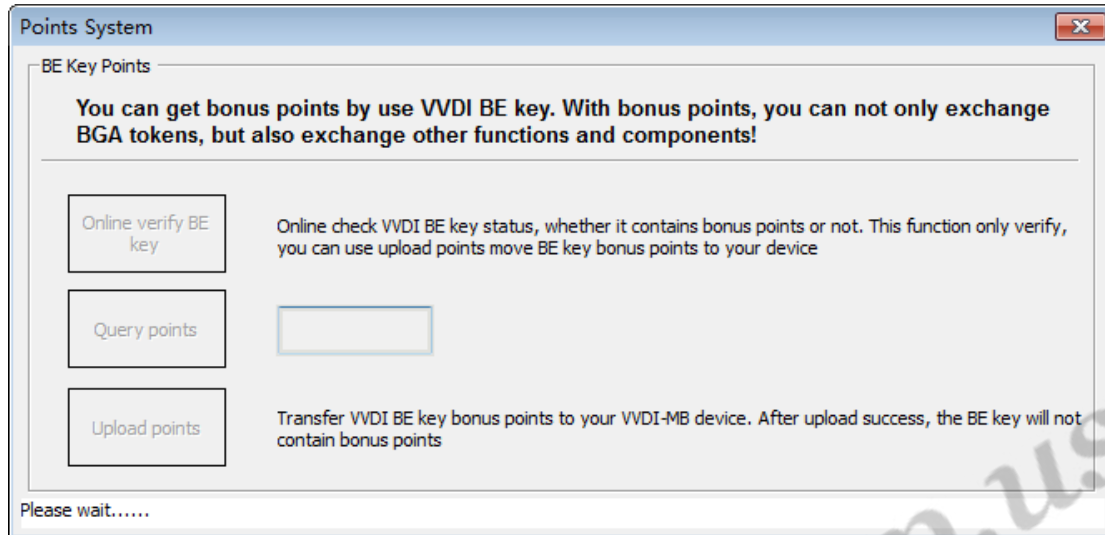 Points System
BE Key Points
You can get bonus points by use VVDI BE key. With bonus points, you can not only exchange
BGA tokens, but also exchange other functions and components!
Online verify BE
key
Online check VVDI BE key status, whether it contains bonus points or not. This function only verify,
you can use upload points move BE key bonus points to your device
Query points
Upload points
Transfer VVDI BE key bonus points to your VVDI-MB device. After upload success, the BE key will not
contain bonus points
Please wait......